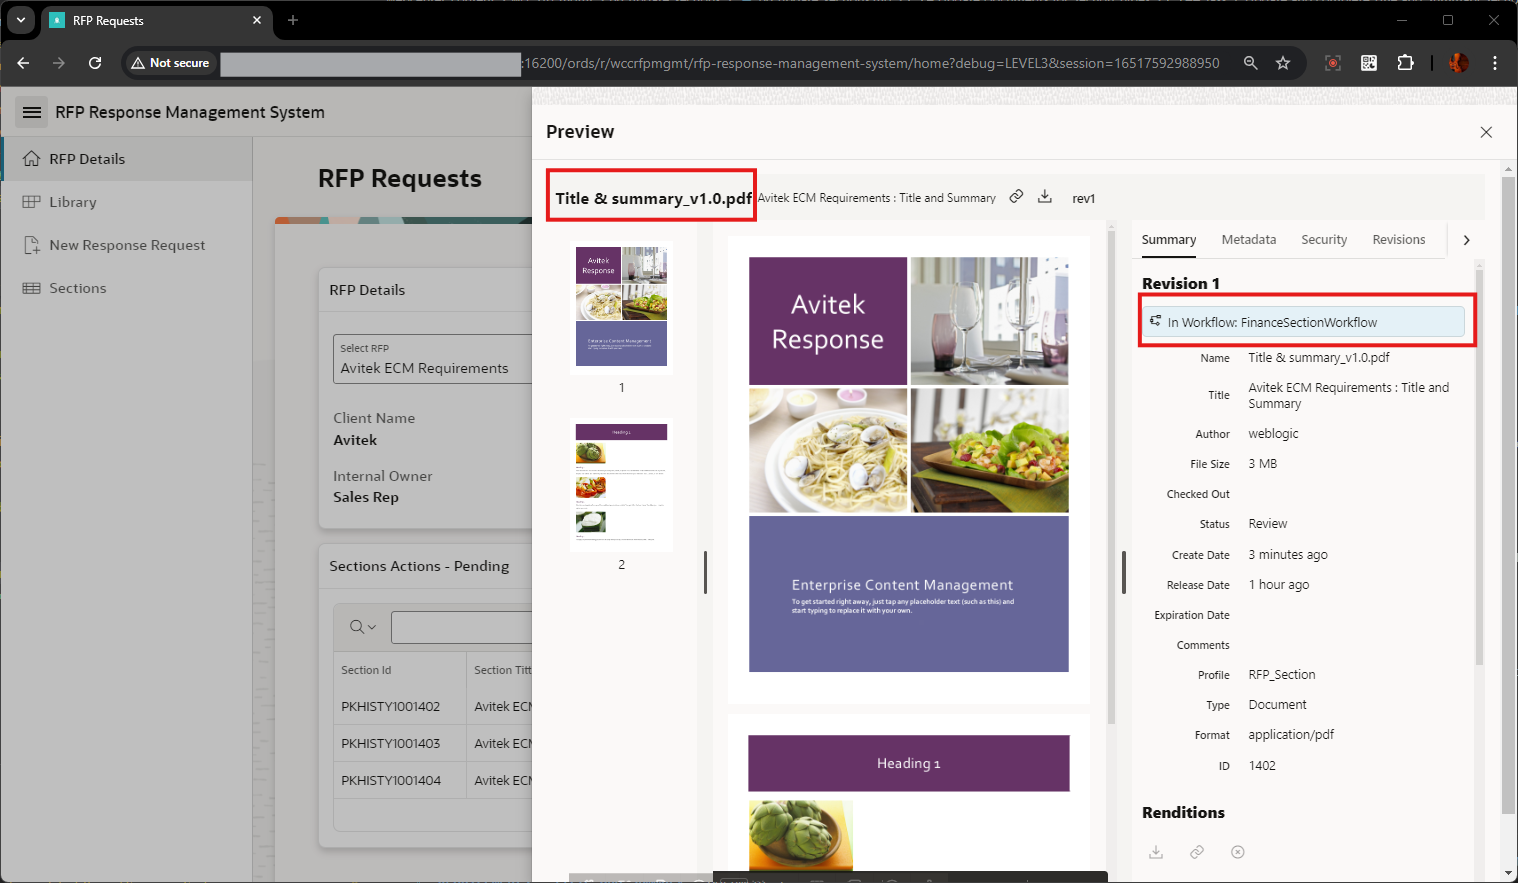 RFP Requests
Not secure
:16200/ords/r/wccrfpmgmt/rfp-response-management-system/home?debug=LEVEL3&session=16517592988950
RFP Response Management System
RFP Details
Library
New Response Request
Sections
RFP Requests
RFP Details
Select RFP
Avitek ECM Requirements
Client Name
Avitek
Internal Owner
Sales Rep
Sections Actions - Pending
Section Id
Section Titl
PKHISTY1001402
Avitek ECM
PKHISTY1001403
Avitek ECM
PKHISTY1001404
Avitek ECM
Preview
Title & summary_v1.0.pdf
Avitek ECM Requirements : Title and Summary
rev1
Avitek
Response
Enterprise Content Management
1
Heading 1
2
Avitek
Response
Enterprise Content Management
To get started right away, just tap any placeholder text (such as this) and
start typing to replace it with your own.
Heading 1
Summary Metadata Security Revisions
Revision 1
In Workflow: FinanceSectionWorkflow
Name Title & summary_v1.0.pdf
Title Avitek ECM Requirements : Title and
Summary
Author weblogic
File Size 3 MB
Checked Out
Status Review
Create Date 3 minutes ago
Release Date 1 hour ago
Expiration Date
Comments
Profile RFP_Section
Type Document
Format application/pdf
ID 1402
Renditions